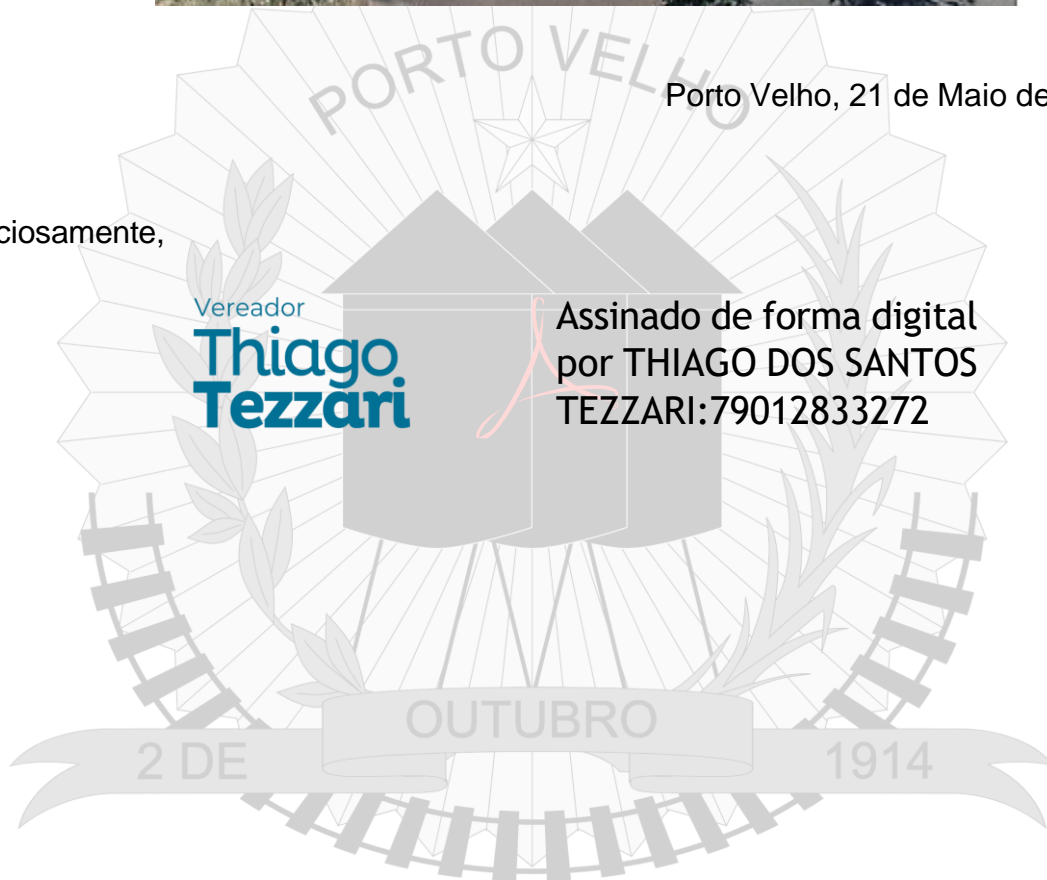 PORTO VELHO
Porto Velho, 21 de Maio de
ciosamente,
Vereador
Thiago
Tezzari
Assinado de forma digital
por THIAGO DOS SANTOS
TEZZARI:79012833272
OUTUBRO
2 DE 1914